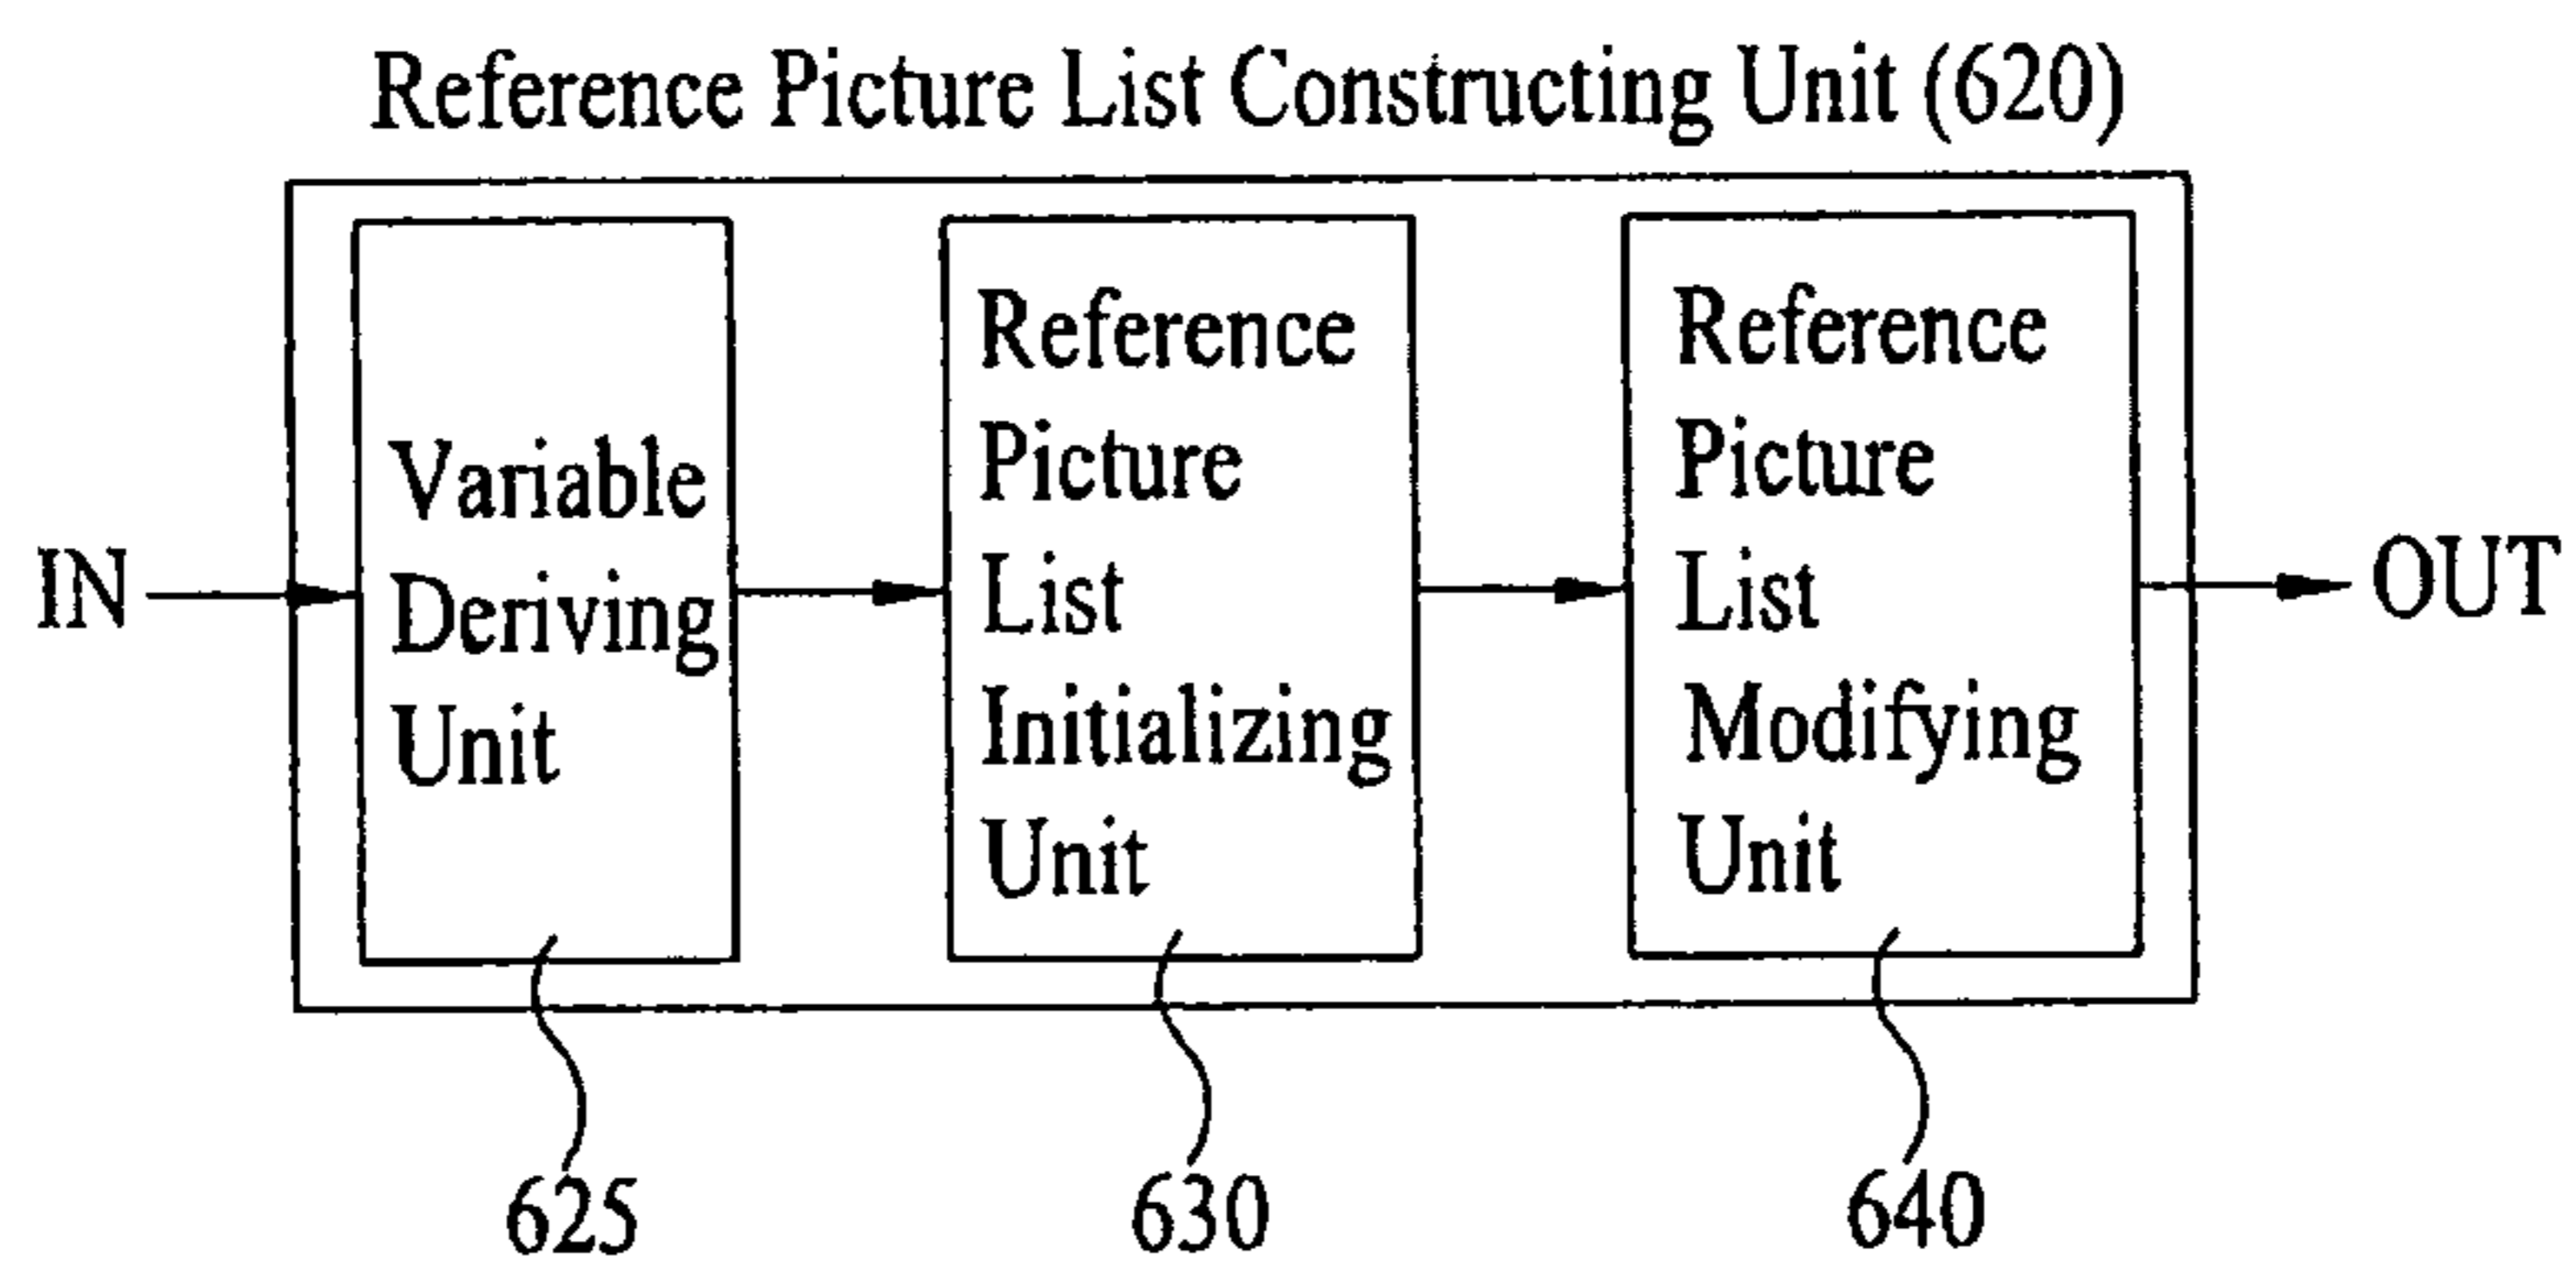 Reference Picture List Constructing Unit (620)
IN
Variable
Deriving
Unit
Reference
Picture
List
Initializing
Unit
Reference
Picture
List
Modifying
Unit
OUT
625
630
640